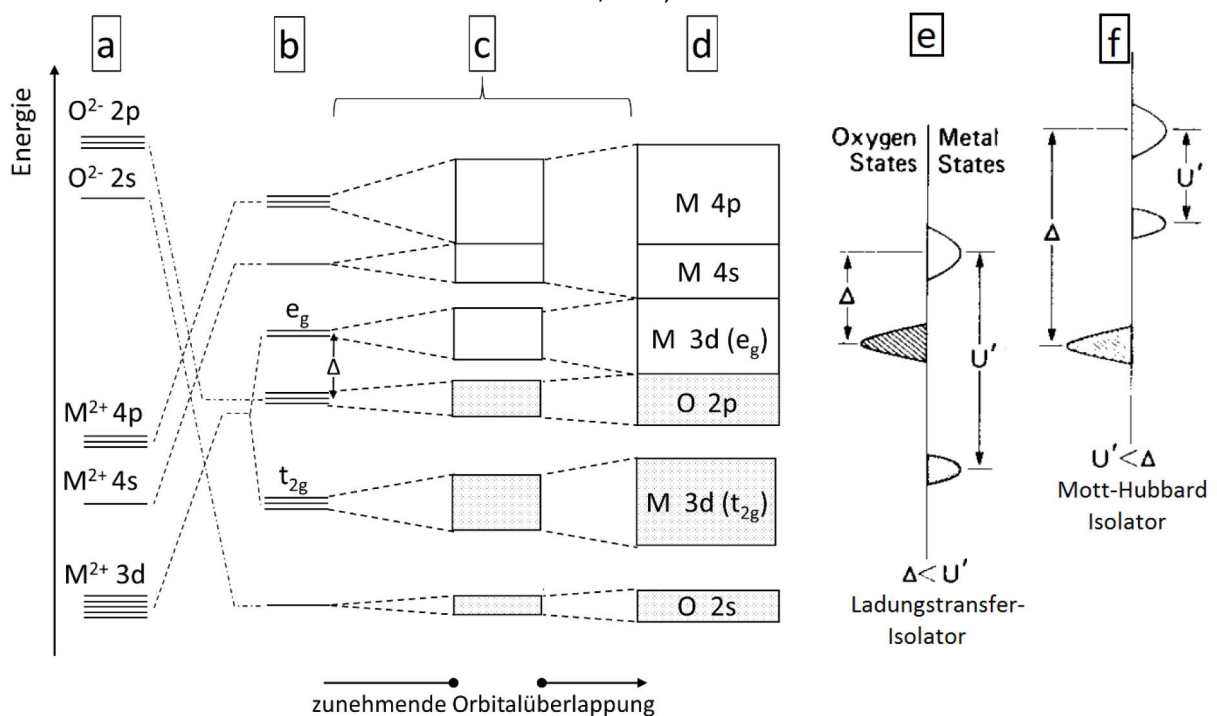 a
b
c
d
e
f
Energie
O²⁻ 2p
O²⁻ 2s
M²⁺ 4p
M²⁺ 4s
M²⁺ 3d
e_g
Δ
t_2g
M 4p
M 4s
M 3d (e_g)
O 2p
M 3d (t_2g)
O 2s
zunehmende Orbitalüberlappung
Oxygen Metal
States States
Δ
U'
Δ < U'
Ladungstransfer-
Isolator
Δ
U'
U' < Δ
Mott-Hubbard
Isolator